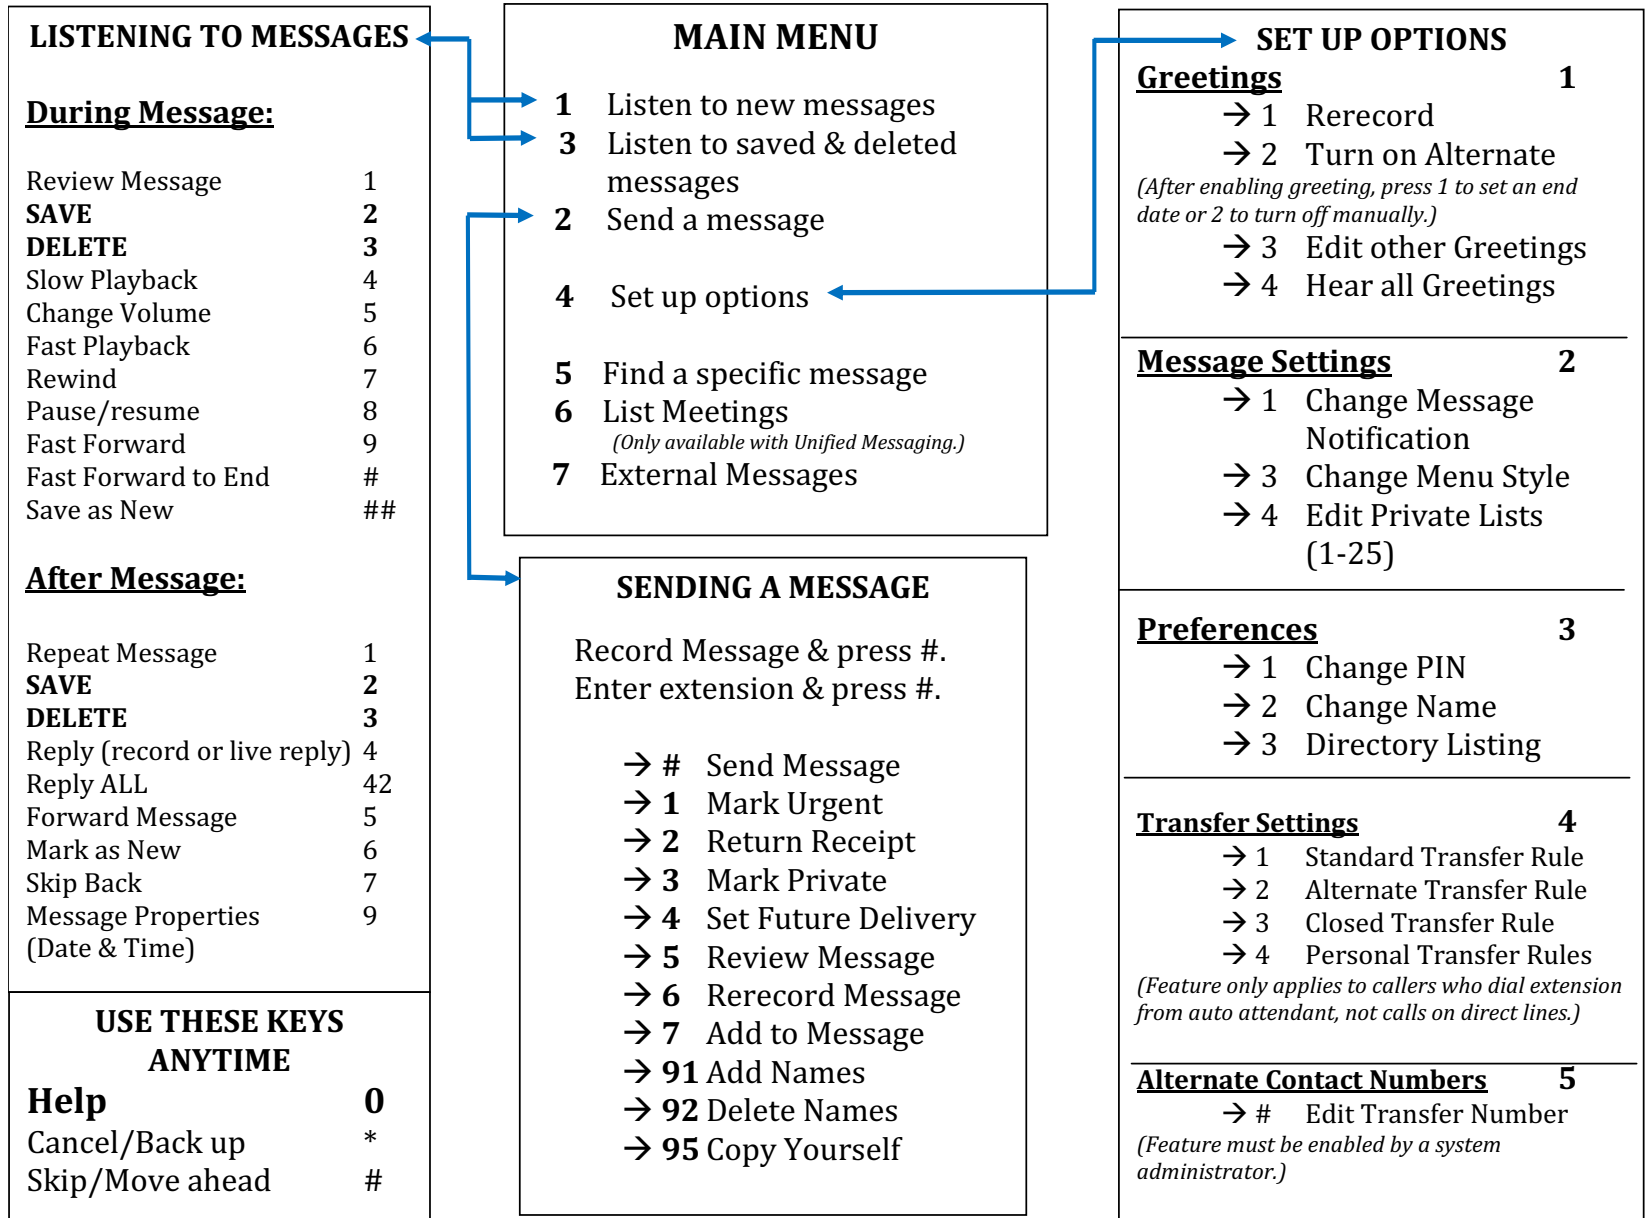 LISTENING TO MESSAGES
During Message:
Review Message 1
SAVE 2
DELETE 3
Slow Playback 4
Change Volume 5
Fast Playback 6
Rewind 7
Pause/resume 8
Fast Forward 9
Fast Forward to End #
Save as New ##
After Message:
Repeat Message 1
SAVE 2
DELETE 3
Reply (record or live reply) 4
Reply ALL 42
Forward Message 5
Mark as New 6
Skip Back 7
Message Properties 9
(Date & Time)
USE THESE KEYS
ANYTIME
Help 0
Cancel/Back up *
Skip/Move ahead #
MAIN MENU
1 Listen to new messages
3 Listen to saved & deleted
messages
2 Send a message
4 Set up options
5 Find a specific message
6 List Meetings
(Only available with Unified Messaging.)
7 External Messages
SENDING A MESSAGE
Record Message & press #.
Enter extension & press #.
→ # Send Message
→ 1 Mark Urgent
→ 2 Return Receipt
→ 3 Mark Private
→ 4 Set Future Delivery
→ 5 Review Message
→ 6 Rerecord Message
→ 7 Add to Message
→ 91 Add Names
→ 92 Delete Names
→ 95 Copy Yourself
SET UP OPTIONS
Greetings 1
→ 1 Rerecord
→ 2 Turn on Alternate
(After enabling greeting, press 1 to set an end
date or 2 to turn off manually.)
→ 3 Edit other Greetings
→ 4 Hear all Greetings
Message Settings 2
→ 1 Change Message
Notification
→ 3 Change Menu Style
→ 4 Edit Private Lists
(1-25)
Preferences 3
→ 1 Change PIN
→ 2 Change Name
→ 3 Directory Listing
Transfer Settings 4
→ 1 Standard Transfer Rule
→ 2 Alternate Transfer Rule
→ 3 Closed Transfer Rule
→ 4 Personal Transfer Rules
(Feature only applies to callers who dial extension
from auto attendant, not calls on direct lines.)
Alternate Contact Numbers 5
→ # Edit Transfer Number
(Feature must be enabled by a system
administrator.)